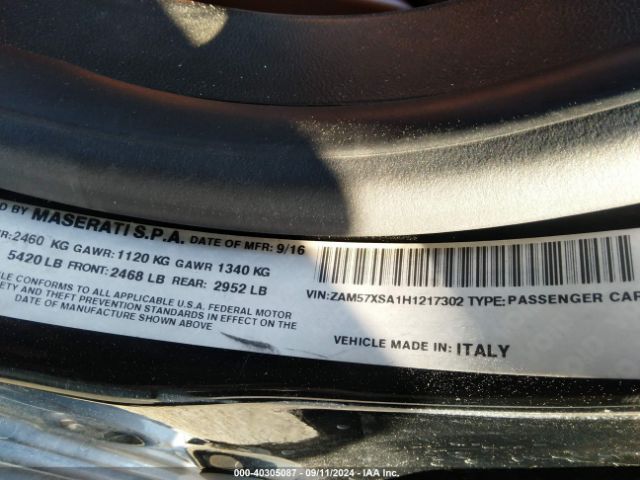 D BY MASERATI S.P.A. DATE OF MFR: 9/16
R:2460 KG GAWR: 1120 KG GAWR 1340 KG
5420 LB FRONT: 2468 LB REAR: 2952 LB
CLE CONFORMS TO ALL APPLICABLE U.S.A. FEDERAL MOTOR
ETY AND THEFT PREVENTION STANDARDS IN EFFECT ON THE
DATE OF MANUFACTURE SHOWN ABOVE
VIN:ZAM57XSA1H1217302 TYPE:PASSENGER CAR
VEHICLE MADE IN: ITALY
© - 40305087 - 09/11/2024 - IAA Inc.